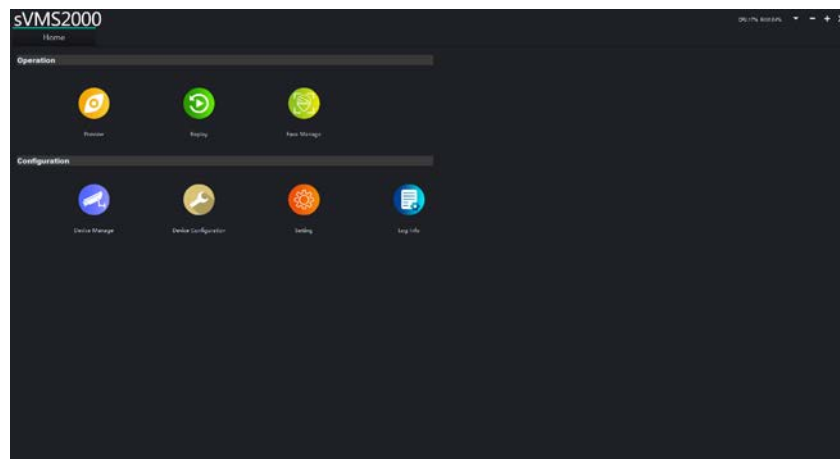 sVMS2000
Home
Operation
Preview Replay Face Manage
Configuration
Device Manage Device Configuration Setting Log Info